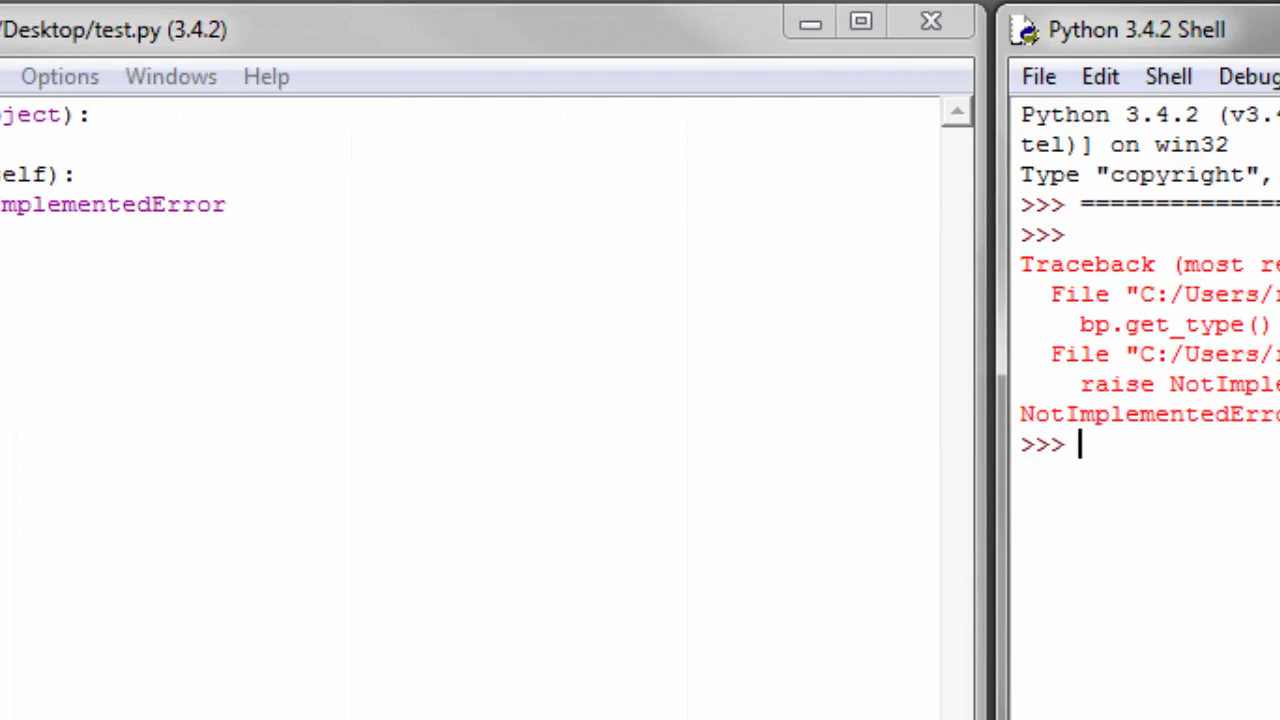 /Desktop/test.py (3.4.2)
Options Windows Help
ject):
elf):
mplementedError
Python 3.4.2 Shell
File Edit Shell Debug
Python 3.4.2 (v3.4
tel)] on win32
Type "copyright",
>>> =============
>>>
Traceback (most re
File "C:/Users/r
bp.get_type()
File "C:/Users/r
raise NotImple
NotImplementedErro
>>>